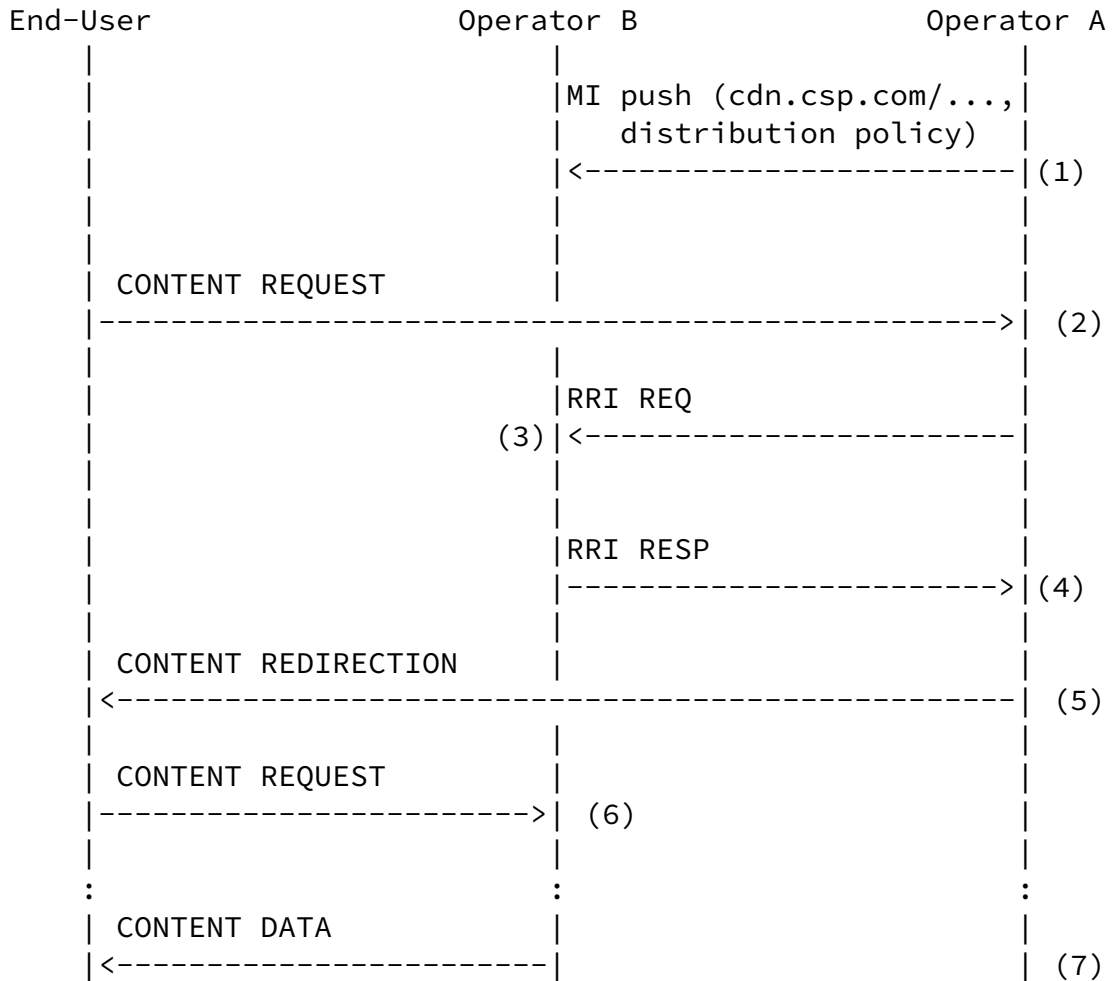 End-User Operator B Operator A
MI push (cdn.csp.com/...,
distribution policy)
(1)
CONTENT REQUEST
(2)
RRI REQ
(3)
RRI RESP
(4)
CONTENT REDIRECTION
(5)
CONTENT REQUEST
(6)
: : :
CONTENT DATA
(7)